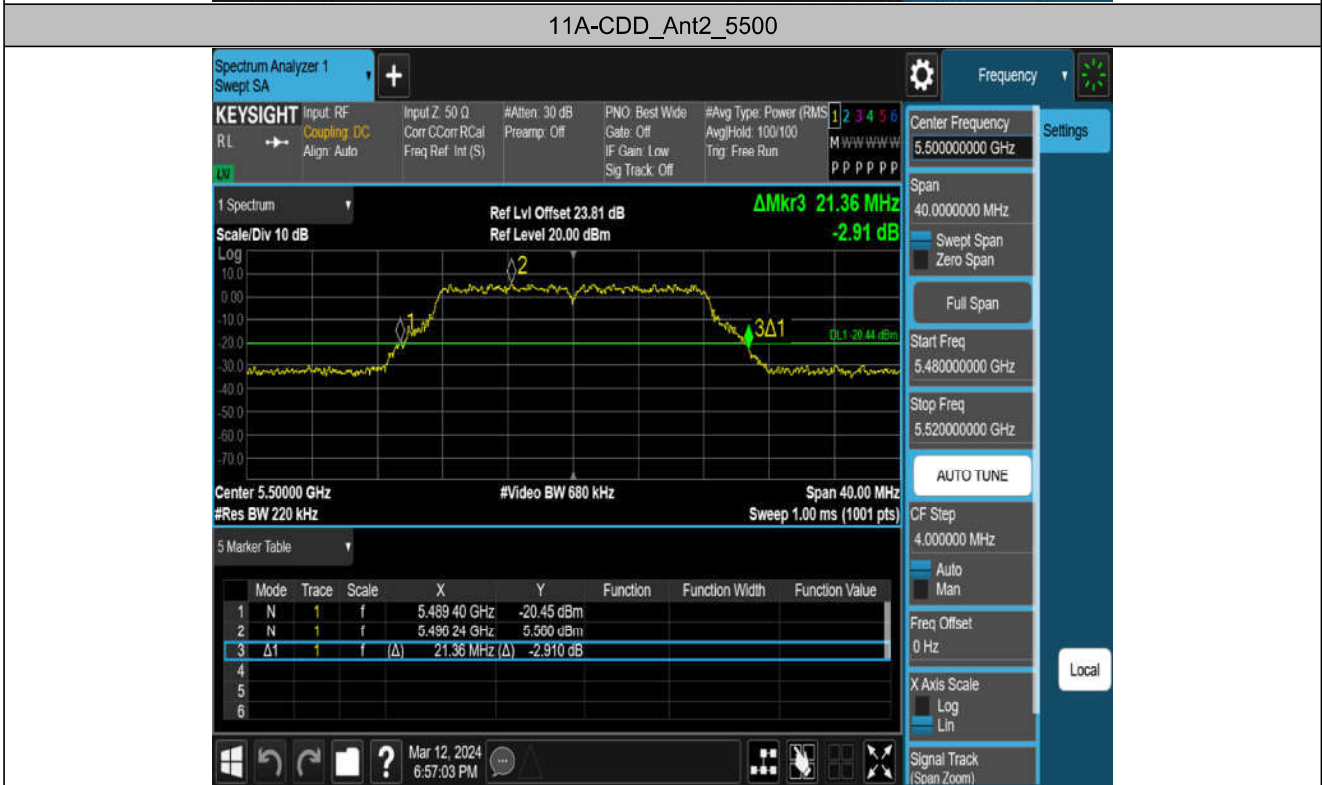 11A-CDD_Ant2_5500
Spectrum Analyzer 1
Swept SA
+
Frequency
KEYSIGHT
RL
LXI
Input: RF
Coupling: DC
Align: Auto
Input Z: 50 Ω
Corr CCorr RCal
Freq Ref: Int (S)
#Atten: 30 dB
Preamp: Off
PNO: Best Wide
Gate: Off
IF Gain: Low
Sig Track: Off
#Avg Type: Power (RMS
Avg|Hold: 100/100
Trig: Free Run
1 2 3 4 5 6
M W W W W W
P P P P P P
1 Spectrum
Scale/Div 10 dB
Ref Lvl Offset 23.81 dB
Ref Level 20.00 dBm
ΔMkr3 21.36 MHz
-2.91 dB
Log
10.0
0.00
-10.0
-20.0
-30.0
-40.0
-50.0
-60.0
-70.0
1
2
3Δ1
DL1 -20.44 dBm
Center 5.50000 GHz
#Res BW 220 kHz
#Video BW 680 kHz
Span 40.00 MHz
Sweep 1.00 ms (1001 pts)
5 Marker Table
Mode Trace Scale X Y Function Function Width Function Value
1 N 1 f 5.489 40 GHz -20.45 dBm
2 N 1 f 5.496 24 GHz 5.560 dBm
3 Δ1 1 f (Δ) 21.36 MHz (Δ) -2.910 dB
4
5
6
Mar 12, 2024
6:57:03 PM
?
Center Frequency
5.500000000 GHz
Settings
Span
40.0000000 MHz
Swept Span
Zero Span
Full Span
Start Freq
5.480000000 GHz
Stop Freq
5.520000000 GHz
AUTO TUNE
CF Step
4.000000 MHz
Auto
Man
Freq Offset
0 Hz
Local
X Axis Scale
Log
Lin
Signal Track
(Span Zoom)